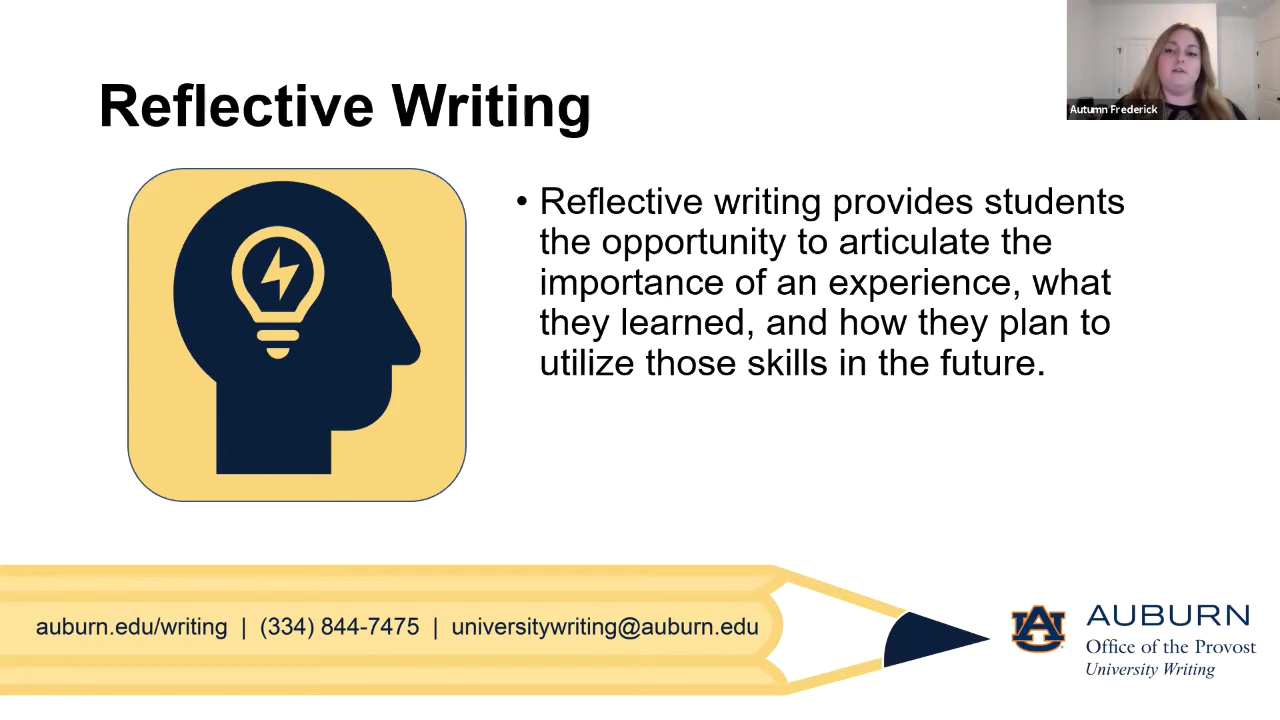 Reflective Writing
Autumn Frederick
• Reflective writing provides students
the opportunity to articulate the
importance of an experience, what
they learned, and how they plan to
utilize those skills in the future.
auburn.edu/writing | (334) 844-7475 | universitywriting@auburn.edu
AU
AUBURN
Office of the Provost
University Writing